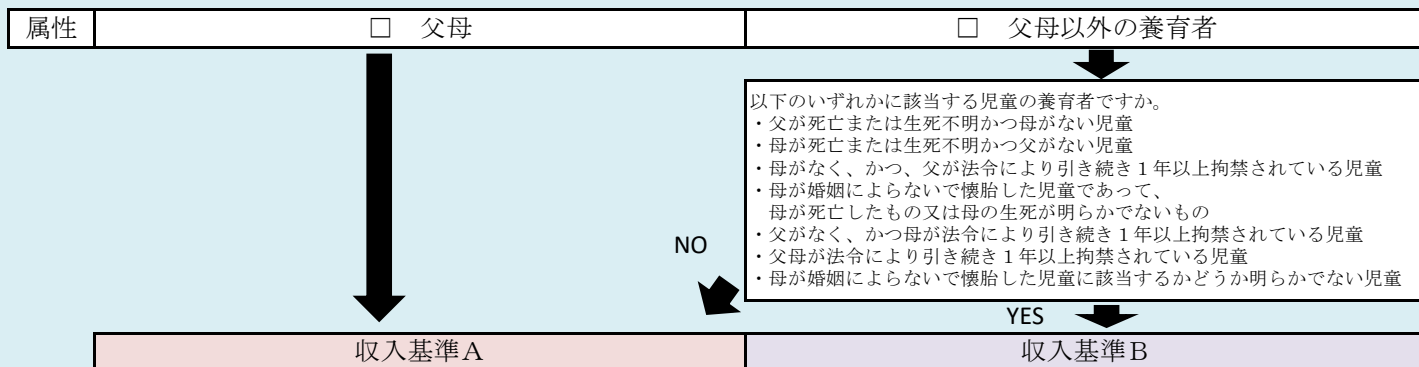 属性
□　父母
□　父母以外の養育者
以下のいずれかに該当する児童の養育者ですか。
・父が死亡または生死不明かつ母がない児童
・母が死亡または生死不明かつ父がない児童
・母がなく、かつ、父が法令により引き続き１年以上拘禁されている児童
・母が婚姻によらないで懐胎した児童であって、
　母が死亡したもの又は母の生死が明らかでないもの
・父がなく、かつ母が法令により引き続き１年以上拘禁されている児童
・父母が法令により引き続き１年以上拘禁されている児童
・母が婚姻によらないで懐胎した児童に該当するかどうか明らかでない児童
NO
YES
収入基準Ａ
収入基準Ｂ